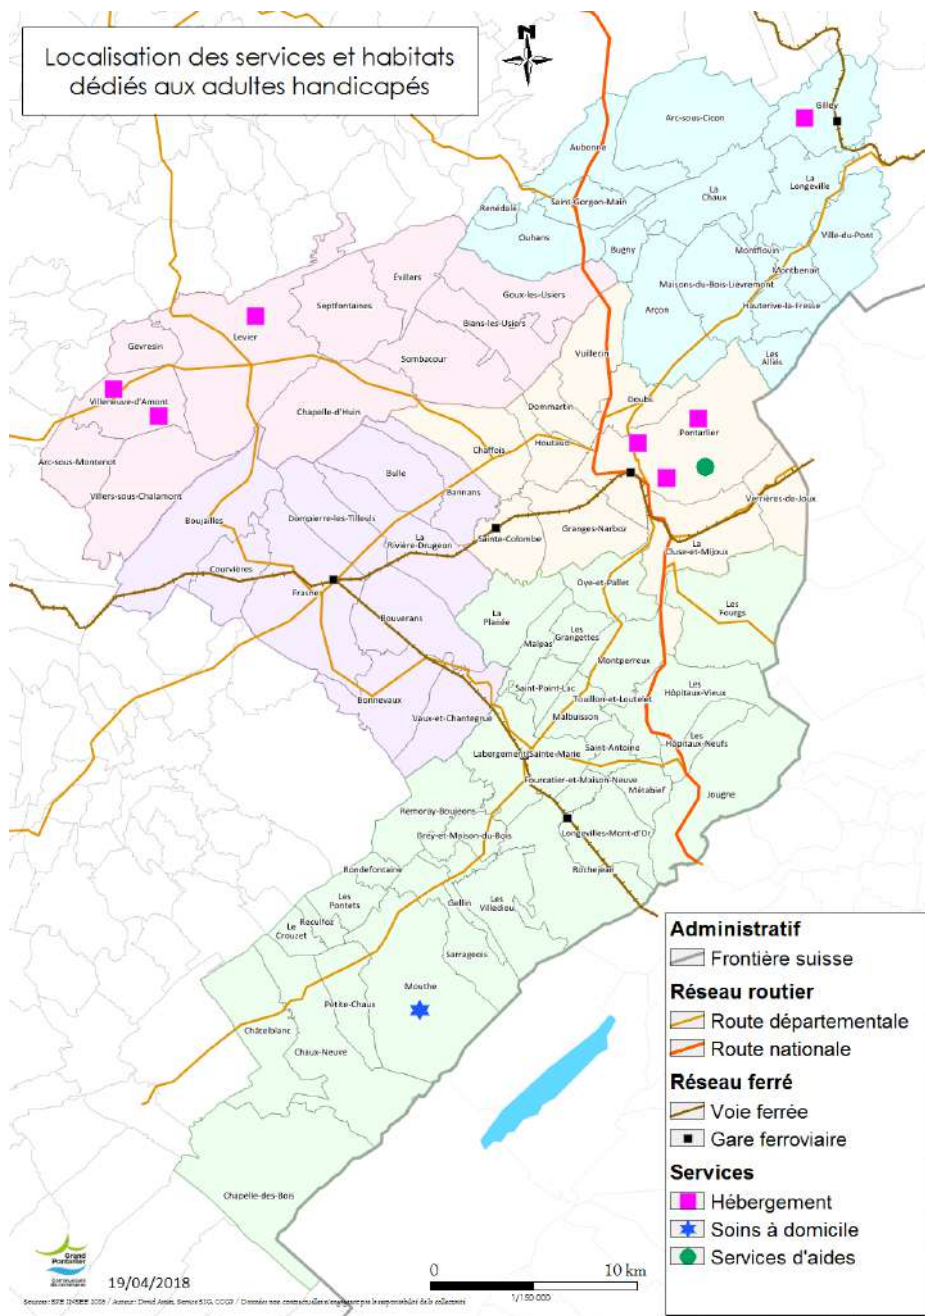 Localisation des services et habitats
dédiés aux adultes handicapés
N
Gilley
Arc-sous-Cicon
Aubonne
La
Longeville
La
Chaux
Saint-Gorgon-Main
Renédale
Ouhans
Bugny
Ville-du-Pont
Montflovin
Montbenoit
Évillers
Septfontaines
Goux-les-Usiers
Maisons-du-Bois-Lièvremont
Hauterive-la-Fresse
Arçon
Bians-les-Usiers
Levier
Gevresin
Sombacour
Vuillecin
Les
Alliés
Villeneuve-d'Amont
Chapelle-d'Huin
Dommartin
Doubs
Pontarlier
Houtaud
Chaffois
Arc-sous-Montenot
Villers-sous-Chalamont
Bulle
Bannans
Verrières-de-Joux
Boujailles
Dompierre-les-Tilleuls
Granges-Narboz
La
Rivière-Drugeon
Sainte-Colombe
La
Cluse-et-Mijoux
Courvières
Frasne
Oye-et-Pallet
Les
Fourgs
Bouverans
La
Planée
Les
Grangettes
Malpas
Montperreux
Saint-Point-Lac
Les
Hôpitaux-Vieux
Bonnevaux
Touillon-et-Loutelet
Vaux-et-Chantegrue
Malbuisson
Les
Hôpitaux-Neufs
Saint-Antoine
Labergement-Sainte-Marie
Fourcatier-et-Maison-Neuve
Métabief
Jougne
Remoray-Boujeons
Brey-et-Maison-du-Bois
Longevilles-Mont-d'Or
Rondefontaine
Rochejean
Les
Pontets
Gellin
Les
Villedieu
Reculfoz
Le
Crouzet
Sarrageois
Mouthe
Petite-Chaux
Châtelblanc
Chaux-Neuve
Chapelle-des-Bois
Administratif
Frontière suisse
Réseau routier
Route départementale
Route nationale
Réseau ferré
Voie ferrée
Gare ferroviaire
Services
Hébergement
Soins à domicile
Services d'aides
Grand
Pontarlier
19/04/2018
0 10 km
1/150 000